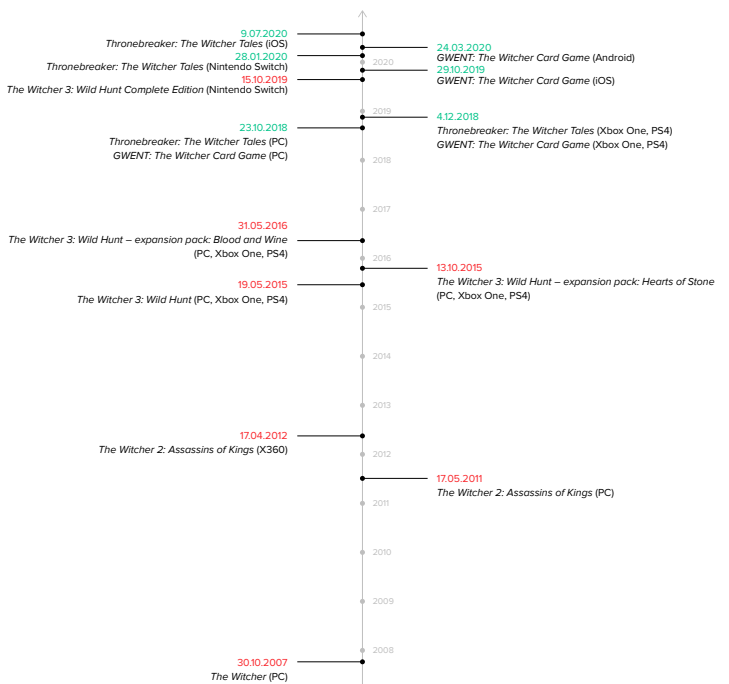 9.07.2020
Thronebreaker: The Witcher Tales (iOS)
24.03.2020
GWENT: The Witcher Card Game (Android)
28.01.2020
Thronebreaker: The Witcher Tales (Nintendo Switch)
2020
29.10.2019
GWENT: The Witcher Card Game (iOS)
15.10.2019
The Witcher 3: Wild Hunt Complete Edition (Nintendo Switch)
2019
4.12.2018
Thronebreaker: The Witcher Tales (Xbox One, PS4)
GWENT: The Witcher Card Game (Xbox One, PS4)
23.10.2018
Thronebreaker: The Witcher Tales (PC)
GWENT: The Witcher Card Game (PC)
2018
2017
31.05.2016
The Witcher 3: Wild Hunt – expansion pack: Blood and Wine
(PC, Xbox One, PS4)
2016
13.10.2015
The Witcher 3: Wild Hunt – expansion pack: Hearts of Stone
(PC, Xbox One, PS4)
19.05.2015
The Witcher 3: Wild Hunt (PC, Xbox One, PS4)
2015
2014
2013
17.04.2012
The Witcher 2: Assassins of Kings (X360)
2012
17.05.2011
The Witcher 2: Assassins of Kings (PC)
2011
2010
2009
2008
30.10.2007
The Witcher (PC)